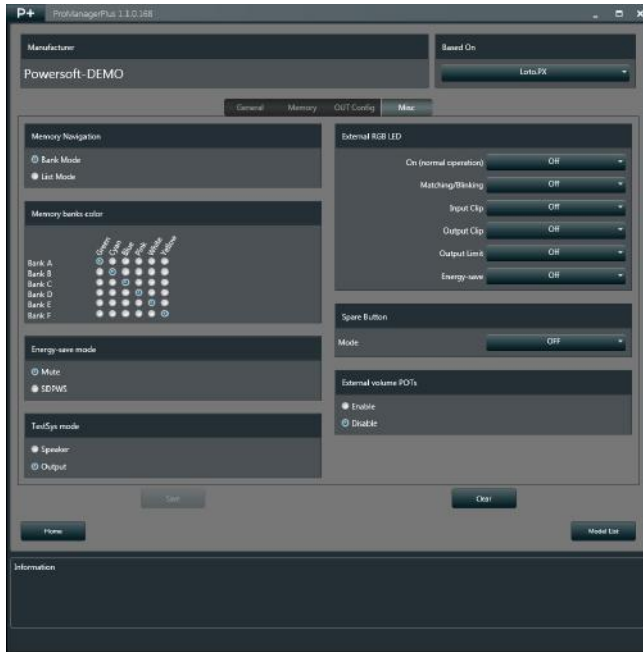 P+ ProManagerPlus 1.1.0.168
Manufacturer
Powersoft-DEMO
Based On
Loto.PX
General Memory OUT Config Misc
Memory Navigation
Bank Mode
List Mode
Memory banks color
Green Cyan Blue Pink White Yellow
Bank A
Bank B
Bank C
Bank D
Bank E
Bank F
Energy-save mode
Mute
SDPWS
TestSys mode
Speaker
Output
External RGB LED
On (normal operation) Off
Matching/Blinking Off
Input Clip Off
Output Clip Off
Output Limit Off
Energy-save Off
Spare Button
Mode OFF
External volume POTs
Enable
Disable
Save Clear
Home Model List
Information